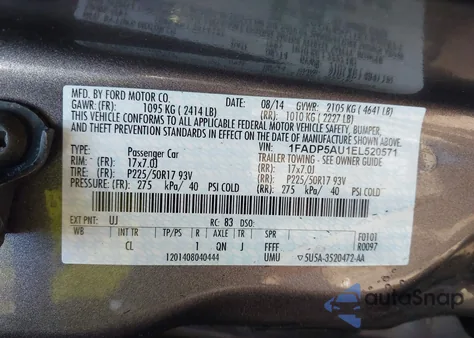 MFD. BY FORD MOTOR CO.
DATE: 08/14 GVWR: 2105 KG (4641 LB)
GAWR: (FR): 1095 KG (2414 LB) (RR): 1010 KG (2227 LB)
THIS VEHICLE CONFORMS TO ALL APPLICABLE FEDERAL MOTOR VEHICLE SAFETY, BUMPER,
AND THEFT PREVENTION STANDARDS IN EFFECT ON THE DATE OF MANUFACTURE SHOWN ABOVE.
VIN: 1FADP5AU1EL520571
TYPE: Passenger Car TRAILER TOWING - SEE OWNER GUIDE
RIM: (FR) 17x7.0J (RR) 17x7.0J
TIRE: (FR) P225/50R17 93V (RR) P225/50R17 93V
PRESSURE: (FR) 275 kPa/ 40 PSI COLD (RR) 275 kPa/ 40 PSI COLD
EXT PNT: UJ RC: 83 DSO: F0101
WB INT TR TP/PS R AXLE TR SPR R0097
CL 1 QN J FFFF
1201408040444 UMU 5U5A-3520472-AA
autoSnap